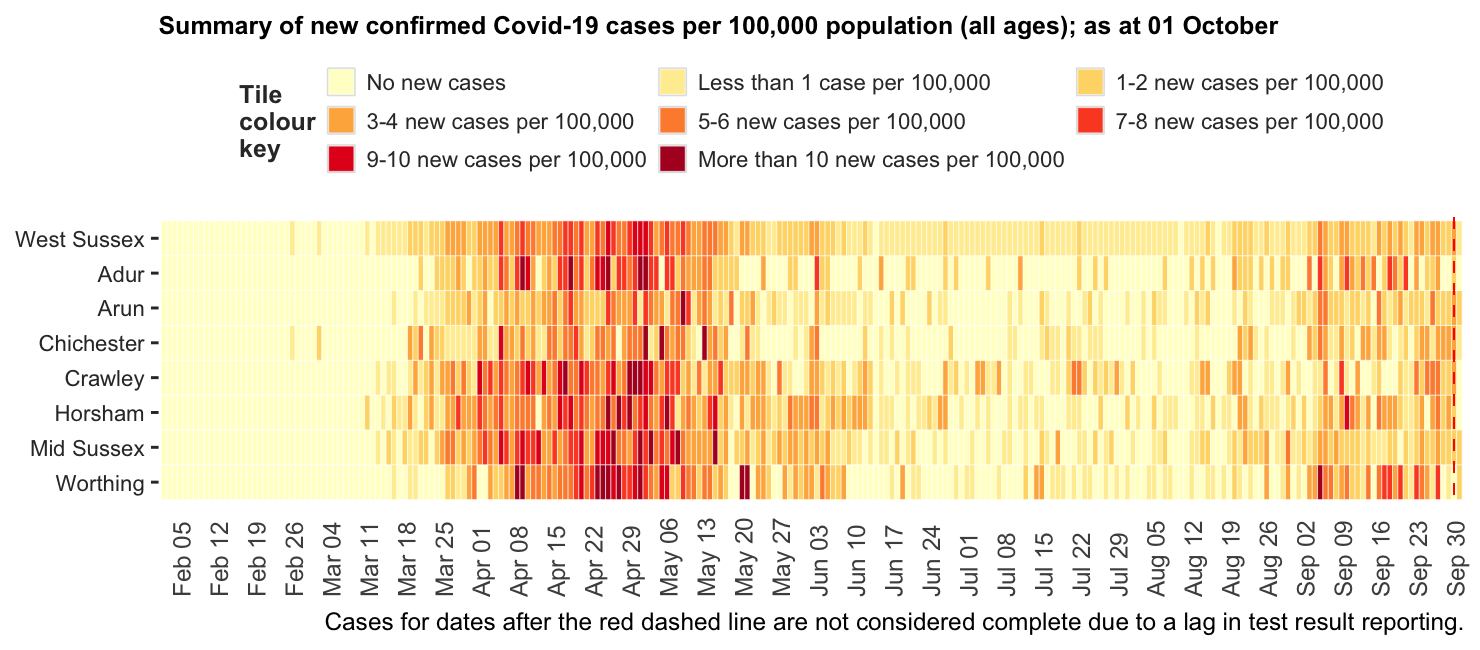 Summary of new confirmed Covid-19 cases per 100,000 population (all ages); as at 01 October
Tile colour key
No new cases
Less than 1 case per 100,000
1-2 new cases per 100,000
3-4 new cases per 100,000
5-6 new cases per 100,000
7-8 new cases per 100,000
9-10 new cases per 100,000
More than 10 new cases per 100,000
West Sussex
Adur
Arun
Chichester
Crawley
Horsham
Mid Sussex
Worthing
Feb 05
Feb 12
Feb 19
Feb 26
Mar 04
Mar 11
Mar 18
Mar 25
Apr 01
Apr 08
Apr 15
Apr 22
Apr 29
May 06
May 13
May 20
May 27
Jun 03
Jun 10
Jun 17
Jun 24
Jul 01
Jul 08
Jul 15
Jul 22
Jul 29
Aug 05
Aug 12
Aug 19
Aug 26
Sep 02
Sep 09
Sep 16
Sep 23
Sep 30
Cases for dates after the red dashed line are not considered complete due to a lag in test result reporting.